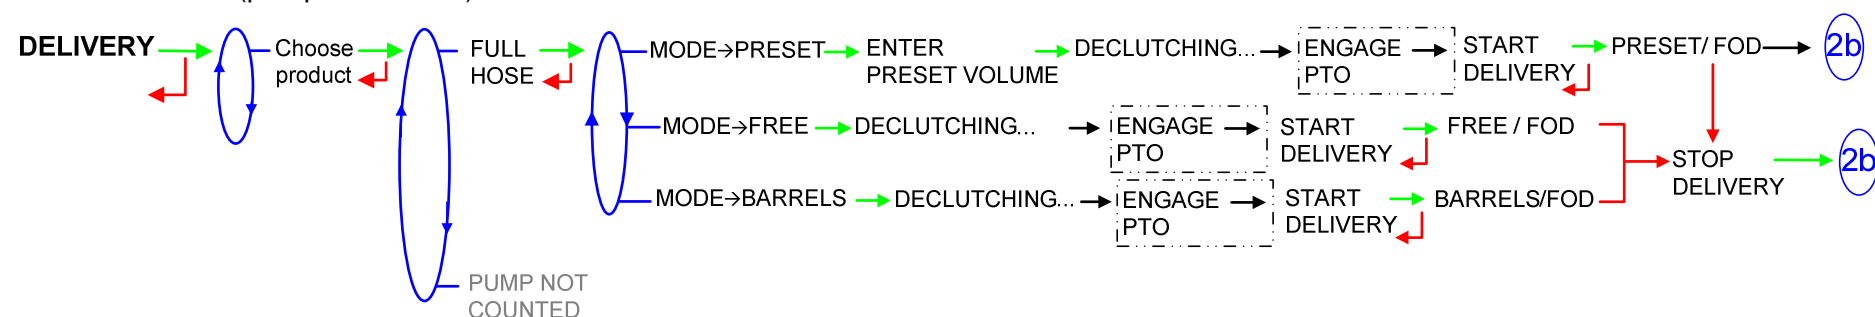 DELIVERY
Choose
product
FULL
HOSE
MODE→PRESET
ENTER
PRESET VOLUME
DECLUTCHING...
ENGAGE
PTO
START
DELIVERY
PRESET/ FOD
2b
MODE→FREE
DECLUTCHING...
ENGAGE
PTO
START
DELIVERY
FREE / FOD
STOP
DELIVERY
2b
MODE→BARRELS
DECLUTCHING...
ENGAGE
PTO
START
DELIVERY
BARRELS/FOD
PUMP NOT
COUNTED